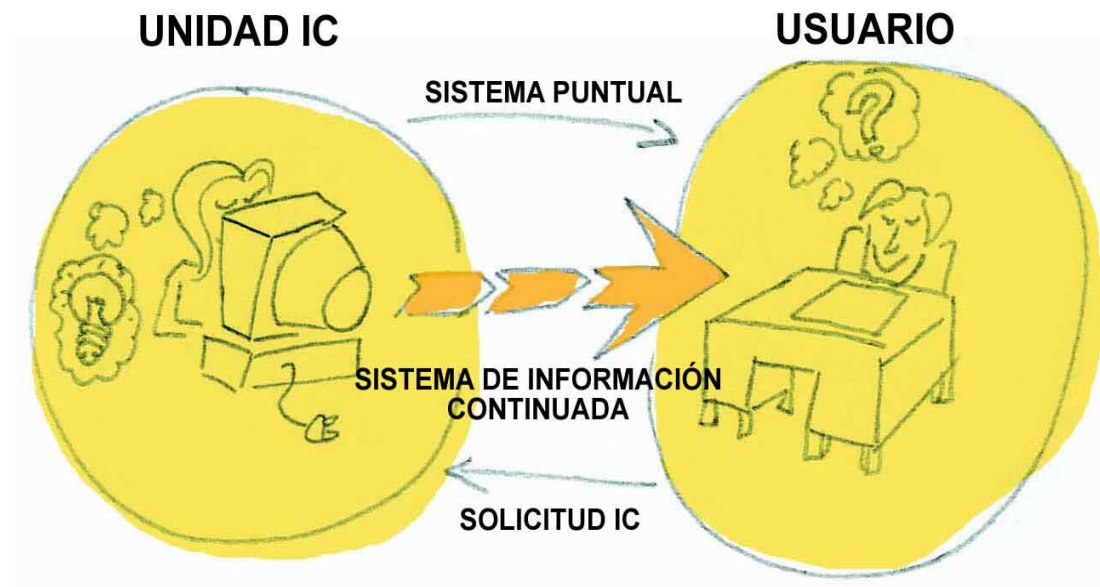 UNIDAD IC
USUARIO
SISTEMA PUNTUAL
?
SISTEMA DE INFORMACIÓN
CONTINUADA
SOLICITUD IC